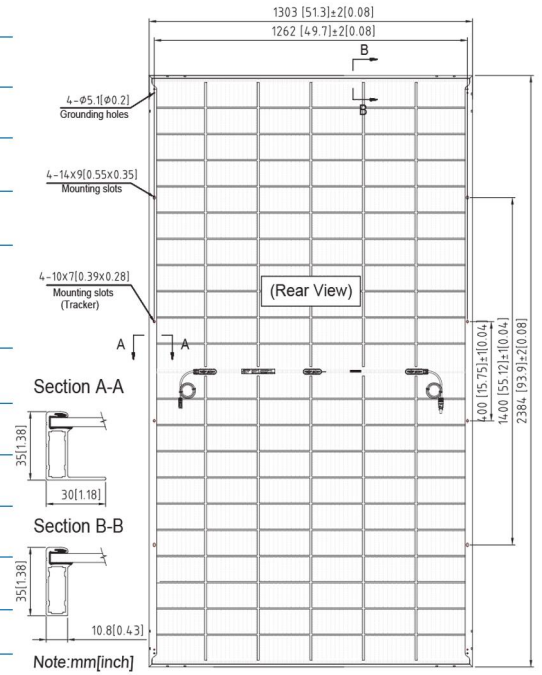 1303 [51.3]±2[0.08]
1262 [49.7]±2[0.08]
B
B
4-Φ5.1[Φ0.2]
Grounding holes
4-14x9[0.55x0.35]
Mounting slots
4-10x7[0.39x0.28]
Mounting slots
(Tracker)
(Rear View)
A
A
400 [15.75]±1[0.04]
1400 [55.12]±1[0.04]
2384 [93.9]±2[0.08]
Section A-A
35[1.38]
30[1.18]
Section B-B
35[1.38]
10.8[0.43]
Note:mm[inch]